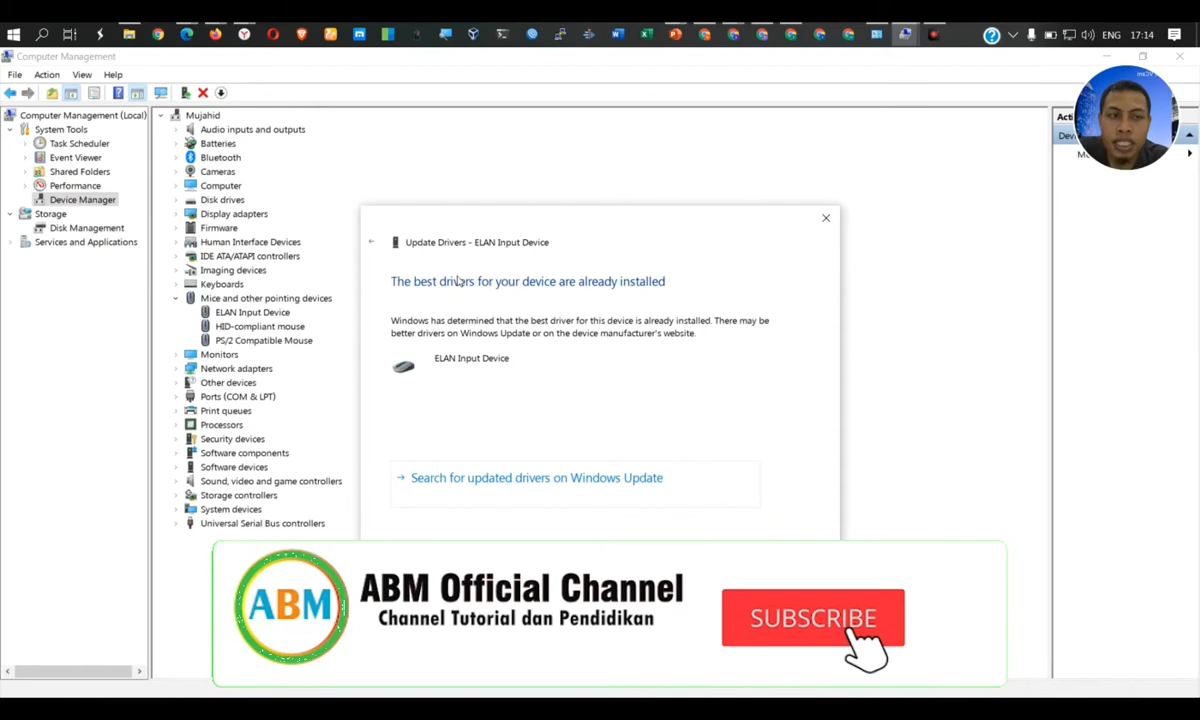 ENG
17:14
Computer Management
File Action View Help
Computer Management (Local)
System Tools
Task Scheduler
Event Viewer
Shared Folders
Performance
Device Manager
Storage
Disk Management
Services and Applications
Mujahid
Audio inputs and outputs
Batteries
Bluetooth
Cameras
Computer
Disk drives
Display adapters
Firmware
Human Interface Devices
IDE ATA/ATAPI controllers
Imaging devices
Keyboards
Mice and other pointing devices
ELAN Input Device
HID-compliant mouse
PS/2 Compatible Mouse
Monitors
Network adapters
Other devices
Ports (COM & LPT)
Print queues
Processors
Security devices
Software components
Software devices
Sound, video and game controllers
Storage controllers
System devices
Universal Serial Bus controllers
Update Drivers - ELAN Input Device
The best drivers for your device are already installed
Windows has determined that the best driver for this device is already installed. There may be
better drivers on Windows Update or on the device manufacturer's website.
ELAN Input Device
Search for updated drivers on Windows Update
ABM
ABM Official Channel
Channel Tutorial dan Pendidikan
SUBSCRIBE